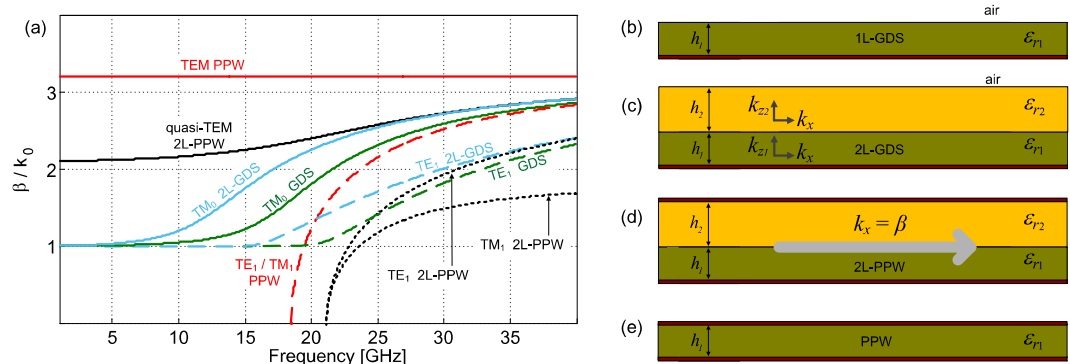 (a)
TEM PPW
3
quasi-TEM
2L-PPW
β / k₀
2
TM₀ 2L-GDS
TM₀ GDS
TE₁ 2L-GDS
TE₁ GDS
1
TE₁ / TM₁
PPW
TE₁ 2L-PPW
TM₁ 2L-PPW
5 10 15 20 25 30 35
Frequency [GHz]
air
(b)
h₁
1L-GDS
εr1
air
(c)
h₂
kz2
kx
εr2
h₁
kz1
kx
2L-GDS
εr1
(d)
h₂
kx = β
εr2
h₁
2L-PPW
εr1
(e)
h₁
PPW
εr1